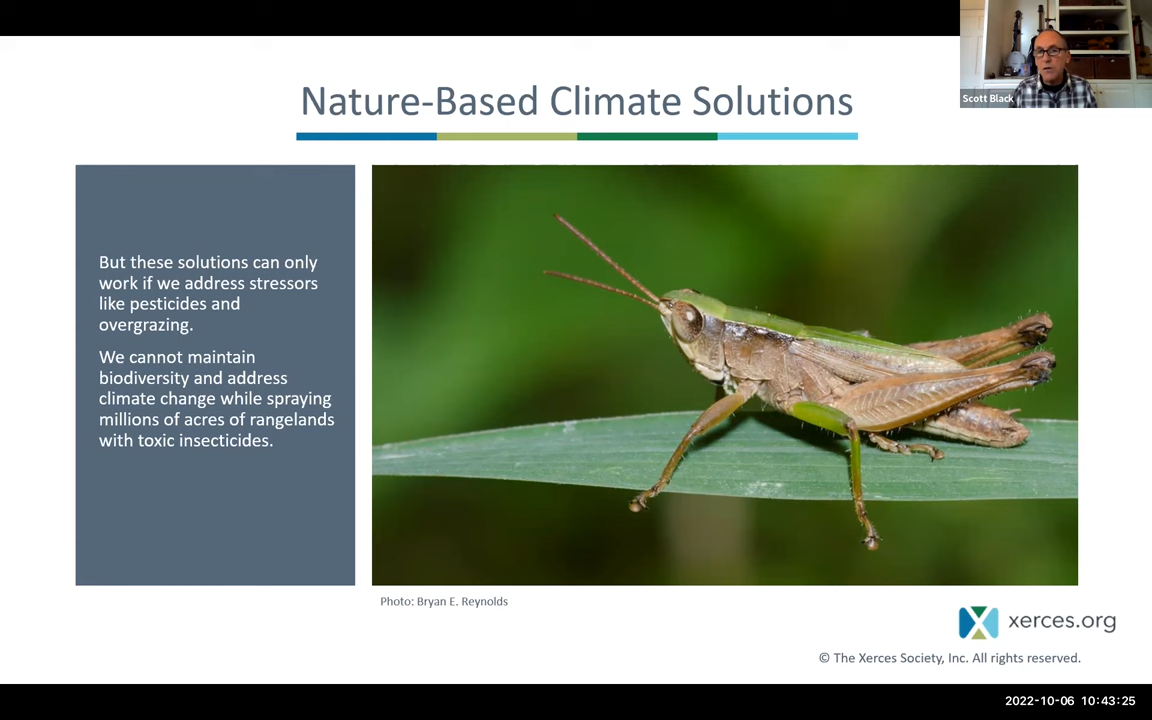 Scott Black
Nature-Based Climate Solutions
But these solutions can only
work if we address stressors
like pesticides and
overgrazing.
We cannot maintain
biodiversity and address
climate change while spraying
millions of acres of rangelands
with toxic insecticides.
Photo: Bryan E. Reynolds
xerces.org
© The Xerces Society, Inc. All rights reserved.
2022-10-06 10:43:25